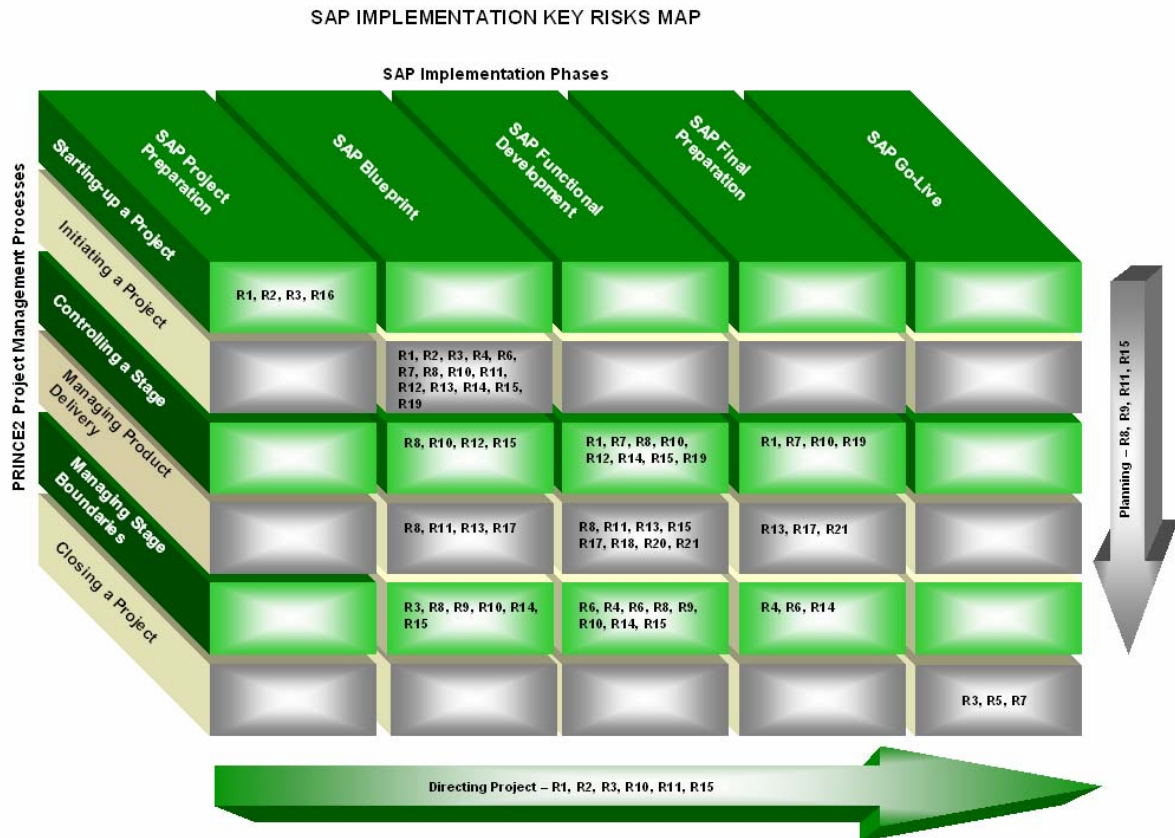 SAP IMPLEMENTATION KEY RISKS MAP
SAP Implementation Phases
SAP Project
Preparation
SAP Blueprint
SAP Functional
Development
SAP Final
Preparation
SAP Go-Live
PRINCE2 Project Management Processes
Starting-up a Project
Initiating a Project
Controlling a Stage
Managing Product
Delivery
Managing Stage
Boundaries
Closing a Project
R1, R2, R3, R16
R1, R2, R3, R4, R6,
R7, R8, R10, R11,
R12, R13, R14, R15,
R19
R8, R10, R12, R15
R1, R7, R8, R10,
R12, R14, R15, R19
R1, R7, R10, R19
R8, R11, R13, R17
R8, R11, R13, R15
R17, R18, R20, R21
R13, R17, R21
R3, R8, R9, R10, R14,
R15
R6, R4, R6, R8, R9,
R10, R14, R15
R4, R6, R14
R3, R5, R7
Planning – R8, R9, R11, R15
Directing Project – R1, R2, R3, R10, R11, R15